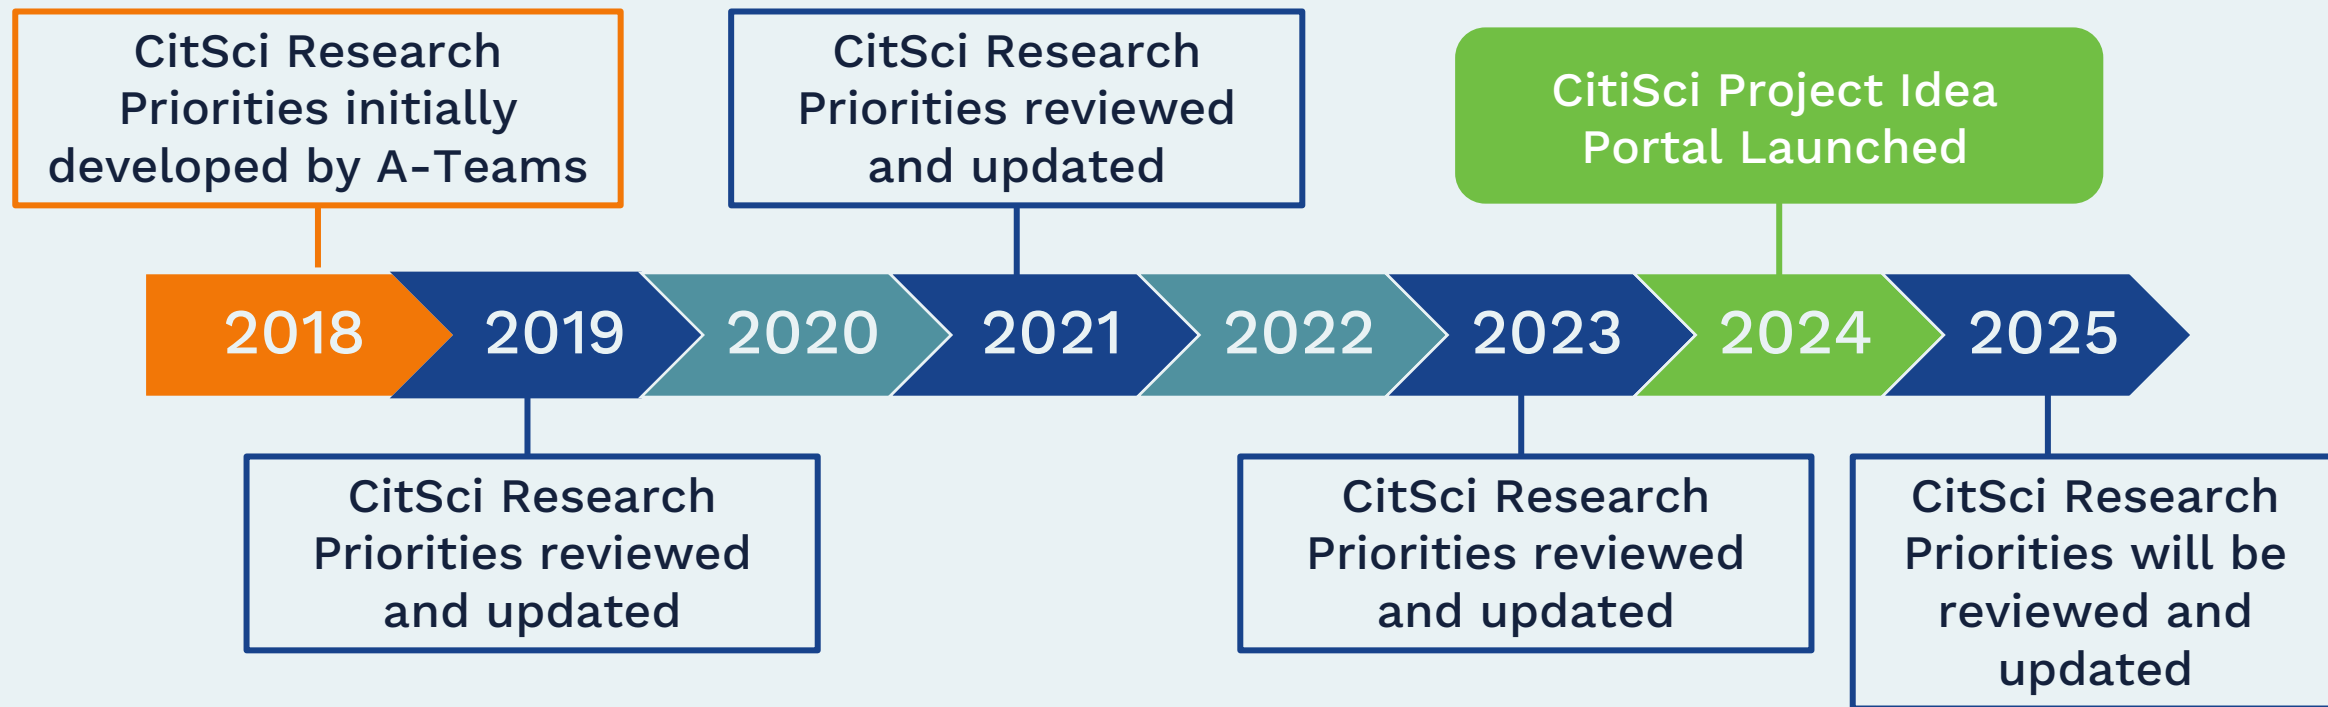 CitSci Research
Priorities initially
developed by A-Teams
CitSci Research
Priorities reviewed
and updated
CitiSci Project Idea
Portal Launched
2018
2019
2020
2021
2022
2023
2024
2025
CitSci Research
Priorities reviewed
and updated
CitSci Research
Priorities reviewed
and updated
CitSci Research
Priorities will be
reviewed and
updated